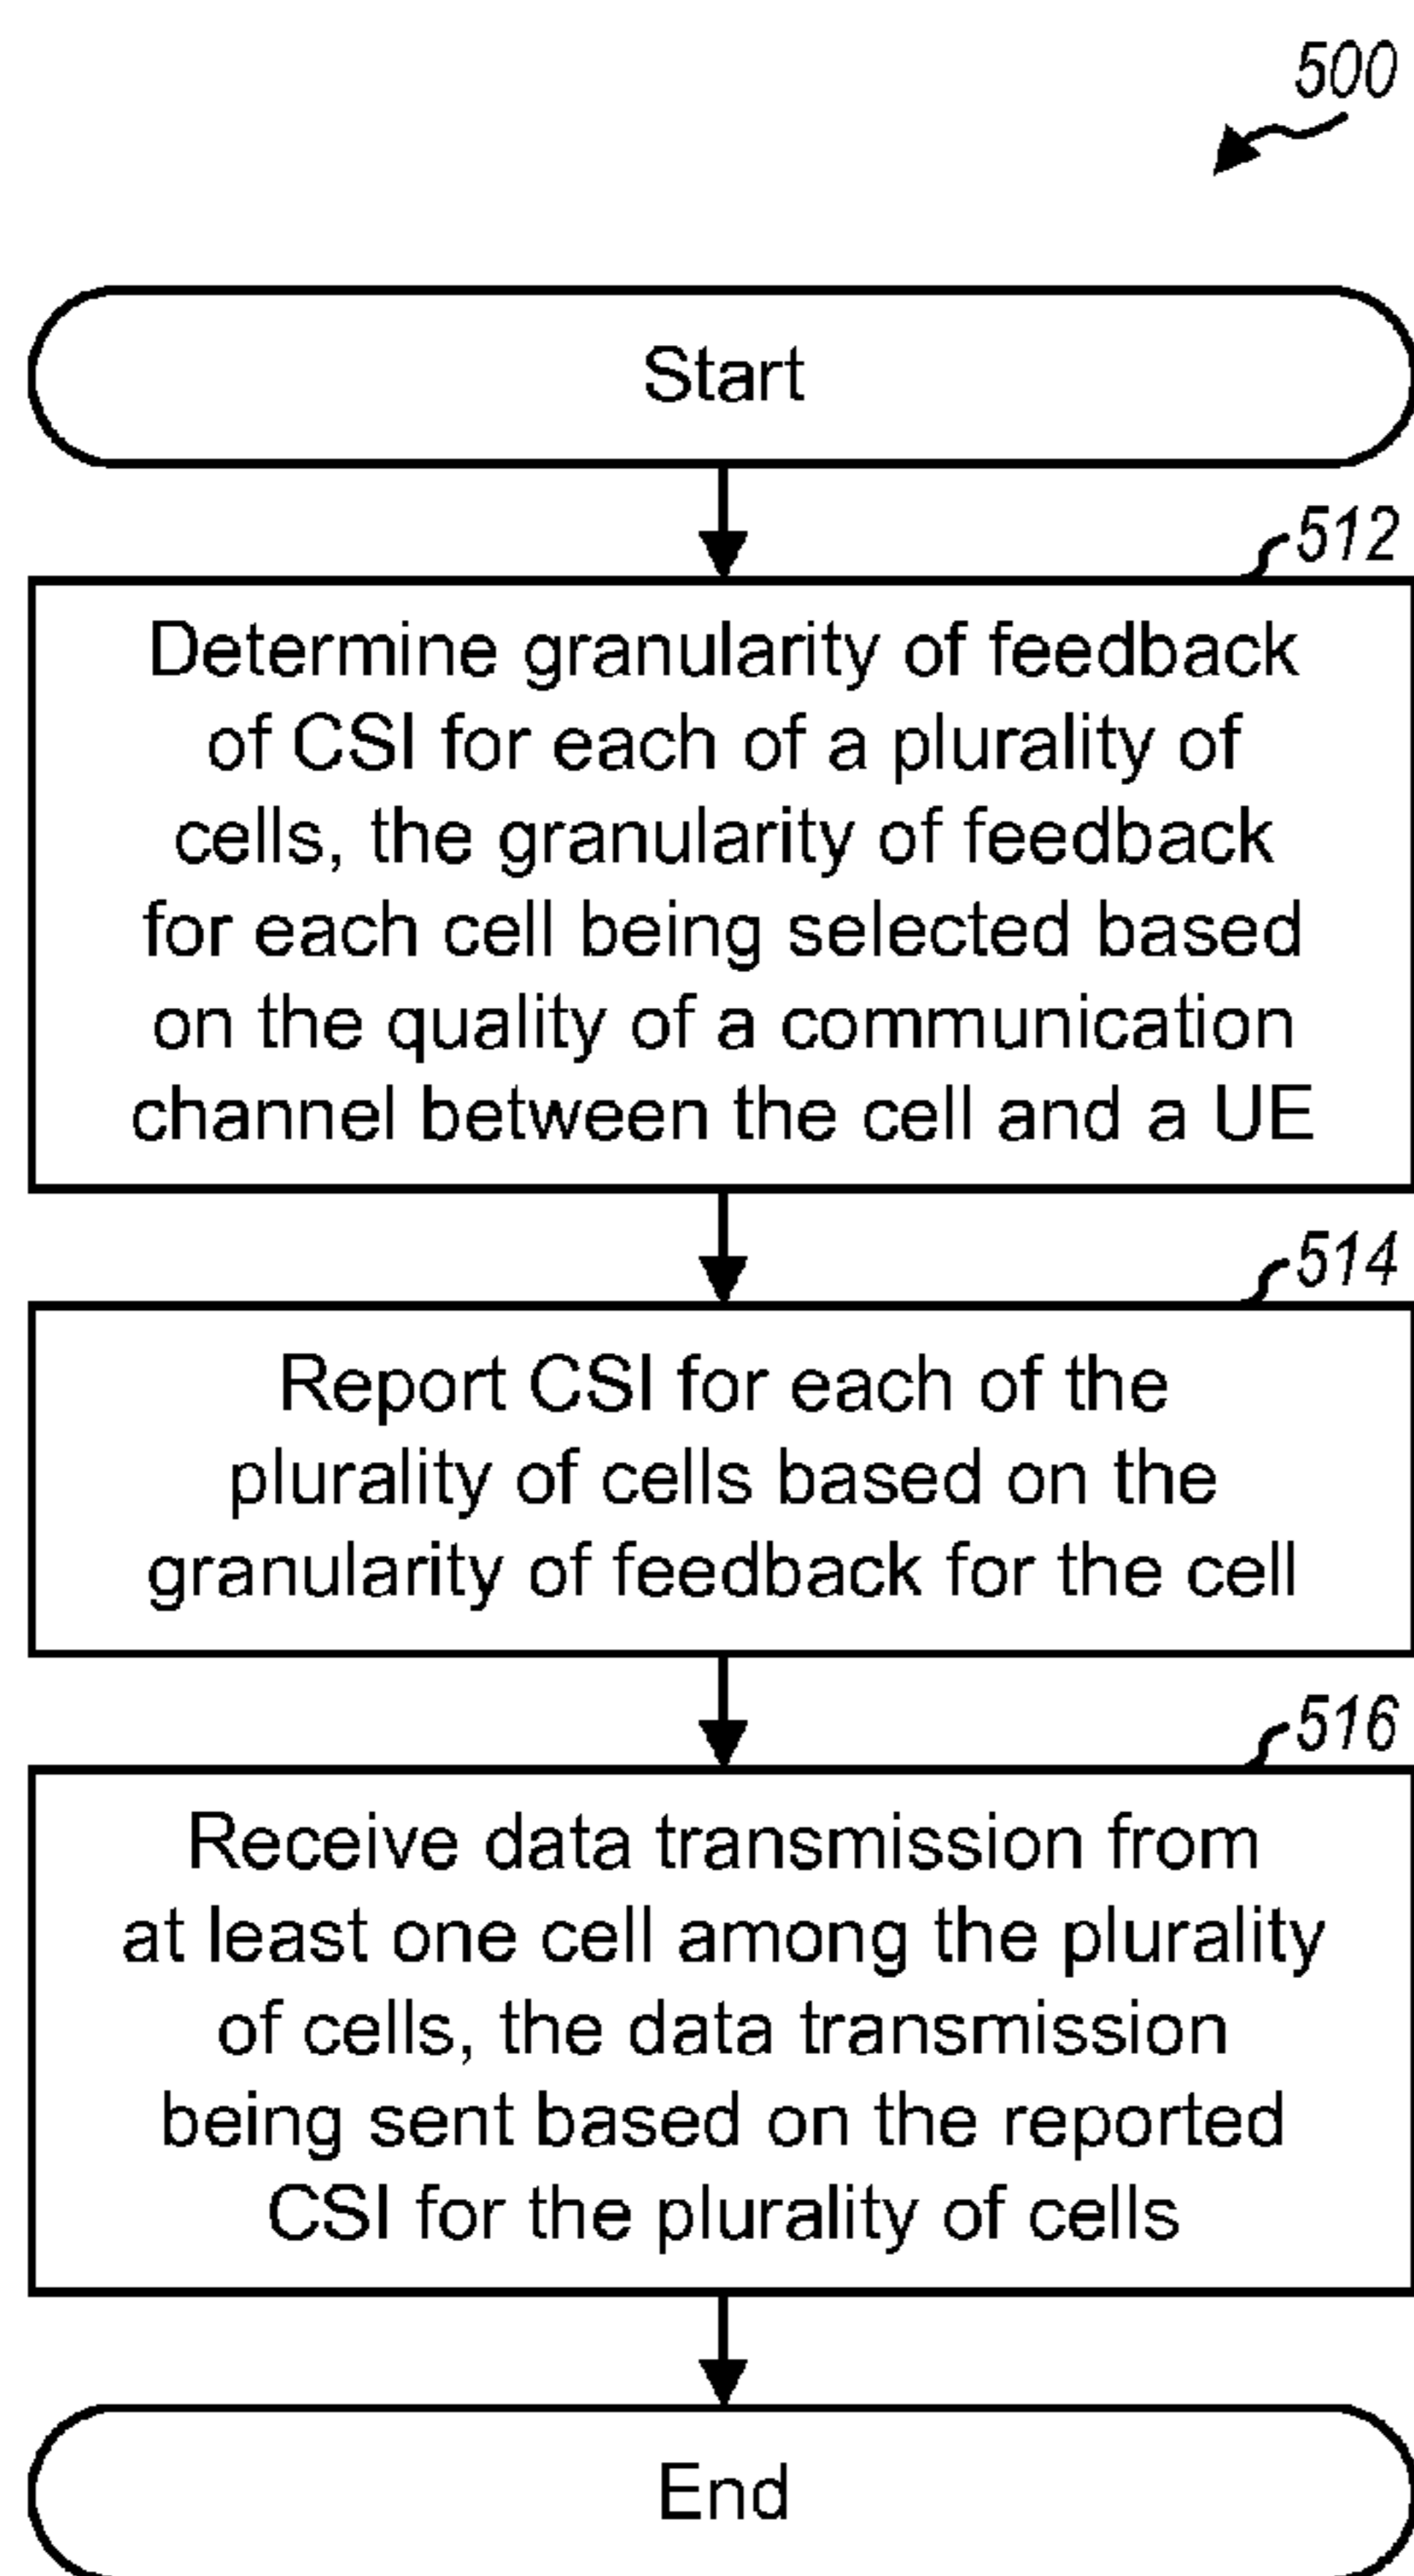 500
Start
512
Determine granularity of feedback
of CSI for each of a plurality of
cells, the granularity of feedback
for each cell being selected based
on the quality of a communication
channel between the cell and a UE
514
Report CSI for each of the
plurality of cells based on the
granularity of feedback for the cell
516
Receive data transmission from
at least one cell among the plurality
of cells, the data transmission
being sent based on the reported
CSI for the plurality of cells
End